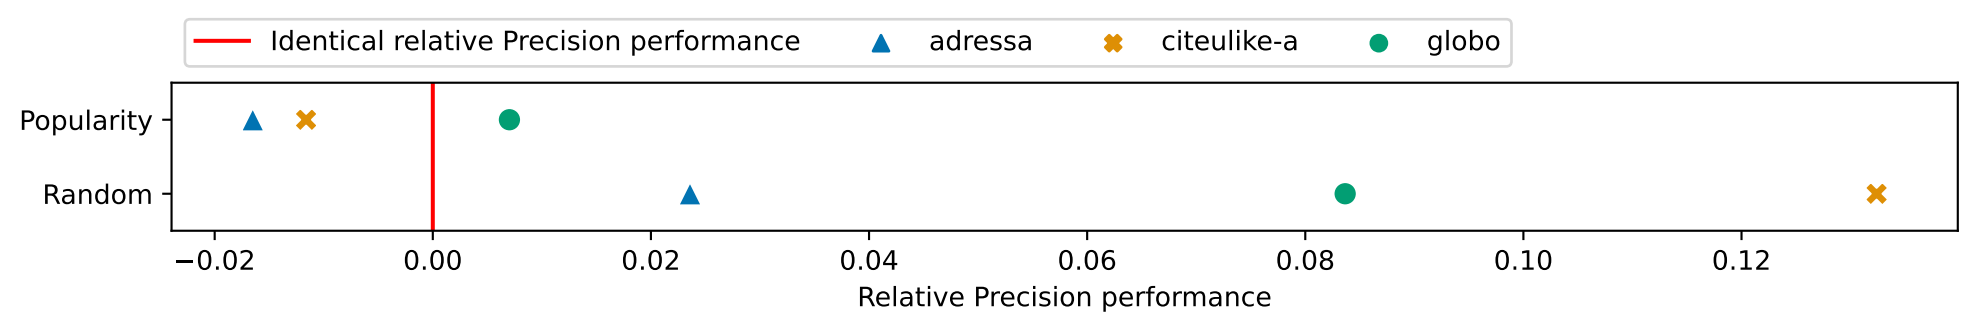 Identical relative Precision performance adressa citeulike-a globo
Popularity
Random
−0.02 0.00 0.02 0.04 0.06 0.08 0.10 0.12
Relative Precision performance